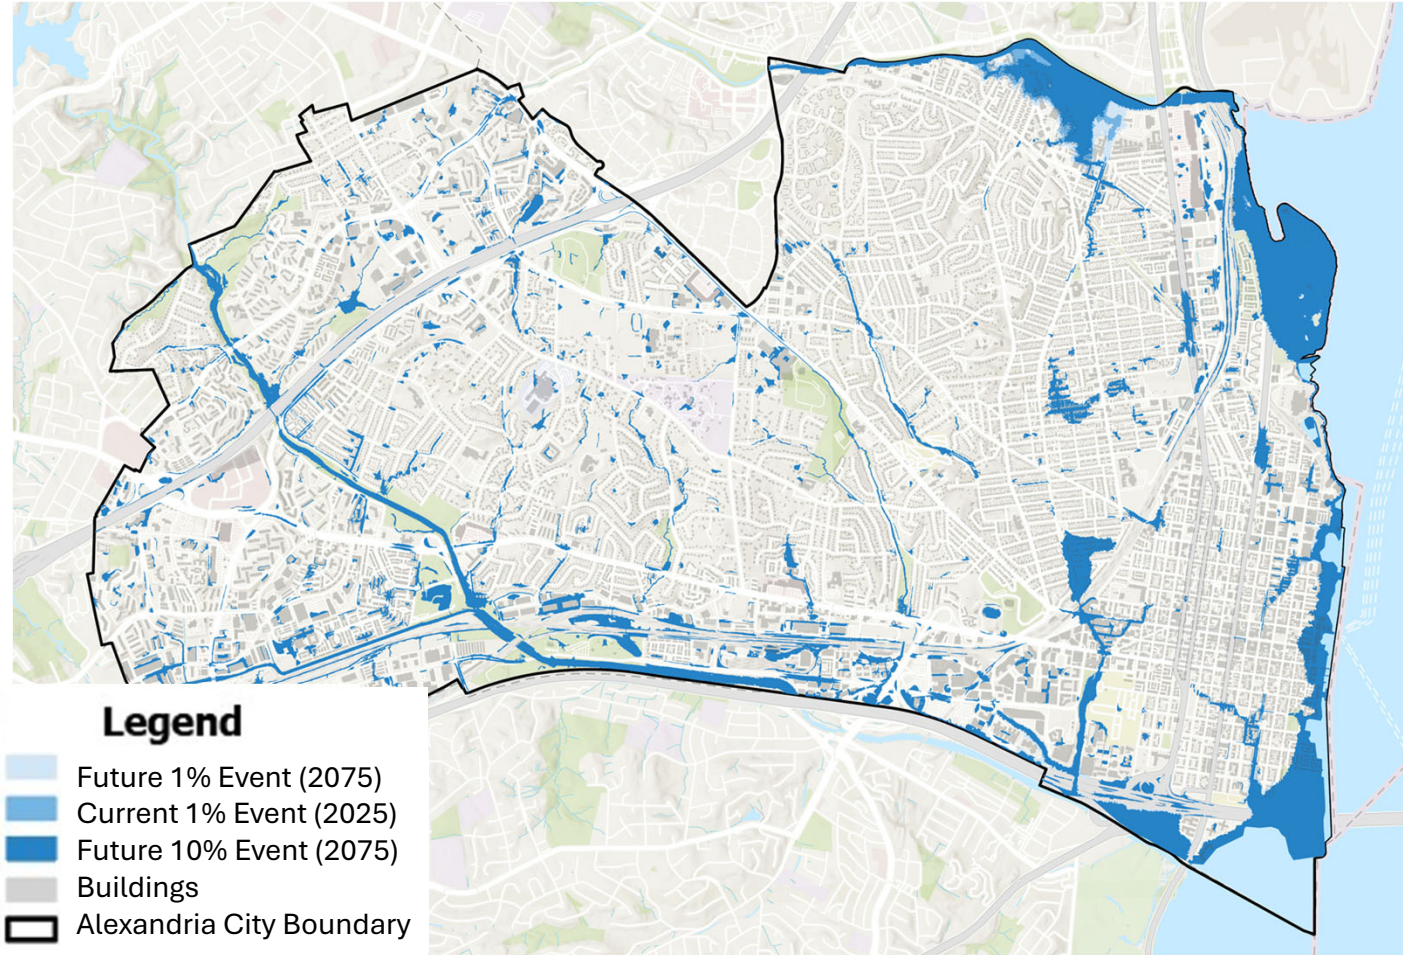 Legend
Future 1% Event (2075)
Current 1% Event (2025)
Future 10% Event (2075)
Buildings
Alexandria City Boundary